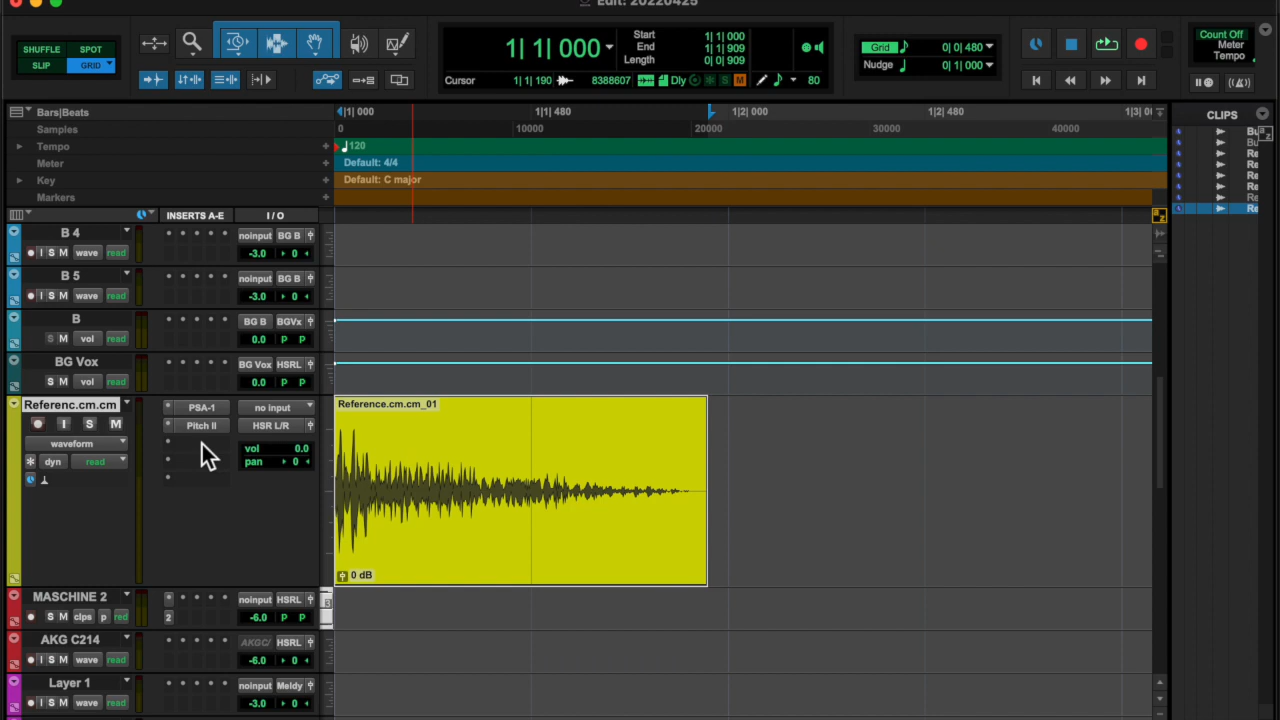 Edit: 20220425
SHUFFLE SPOT
SLIP GRID
1| 1| 000
Start 1| 1| 000
End 1| 1| 909
Length 0| 0| 909
Cursor 1| 1| 190 8388607 Dly S M 80
Grid 0| 0| 480
Nudge 0| 1| 000
Count Off
Meter
Tempo
Bars|Beats
1| 000 1|1| 480 1|2| 000 1|2| 480
CLIPS
Samples
0 10000 20000 30000 40000
Tempo 120
Meter Default: 4/4
Key Default: C major
Markers
Re
Re
Re
Re
Re
Re
INSERTS A-E I / O
a
z
B 4
noinput BG B
I S M wave read -3.0 0
B 5
noinput BG B
I S M wave read -3.0 0
B
BG B BGVx
S M vol read 0.0 P P
BG Vox
BG Vox HSRL
S M vol read 0.0 P P
Referenc.cm.cm
PSA-1 no input
Reference.cm.cm_01
I S M
Pitch II HSR L/R
waveform
vol 0.0
dyn read
pan 0
0 dB
MASCHINE 2
noinput HSRL
S M clps p red 2 -6.0 P P
AKG C214
AKGC/ HSRL
I S M wave read -6.0 0
Layer 1
noinput Meldy
I S M wave read -3.0 0